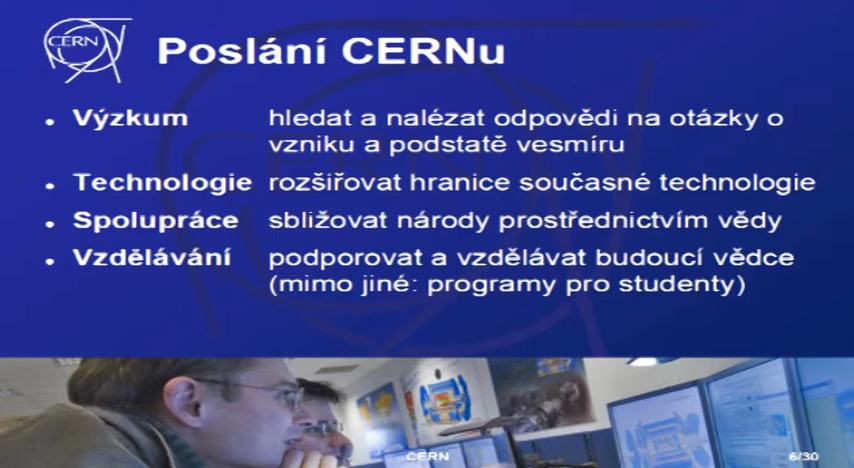 CERN
Poslání CERNu
• Výzkum hledat a nalézat odpovědi na otázky o
vzniku a podstatě vesmíru
• Technologie rozšiřovat hranice současné technologie
• Spolupráce sbližovat národy prostřednictvím vědy
• Vzdělávání podporovat a vzdělávat budoucí vědce
(mimo jiné: programy pro studenty)
CERN 6/30